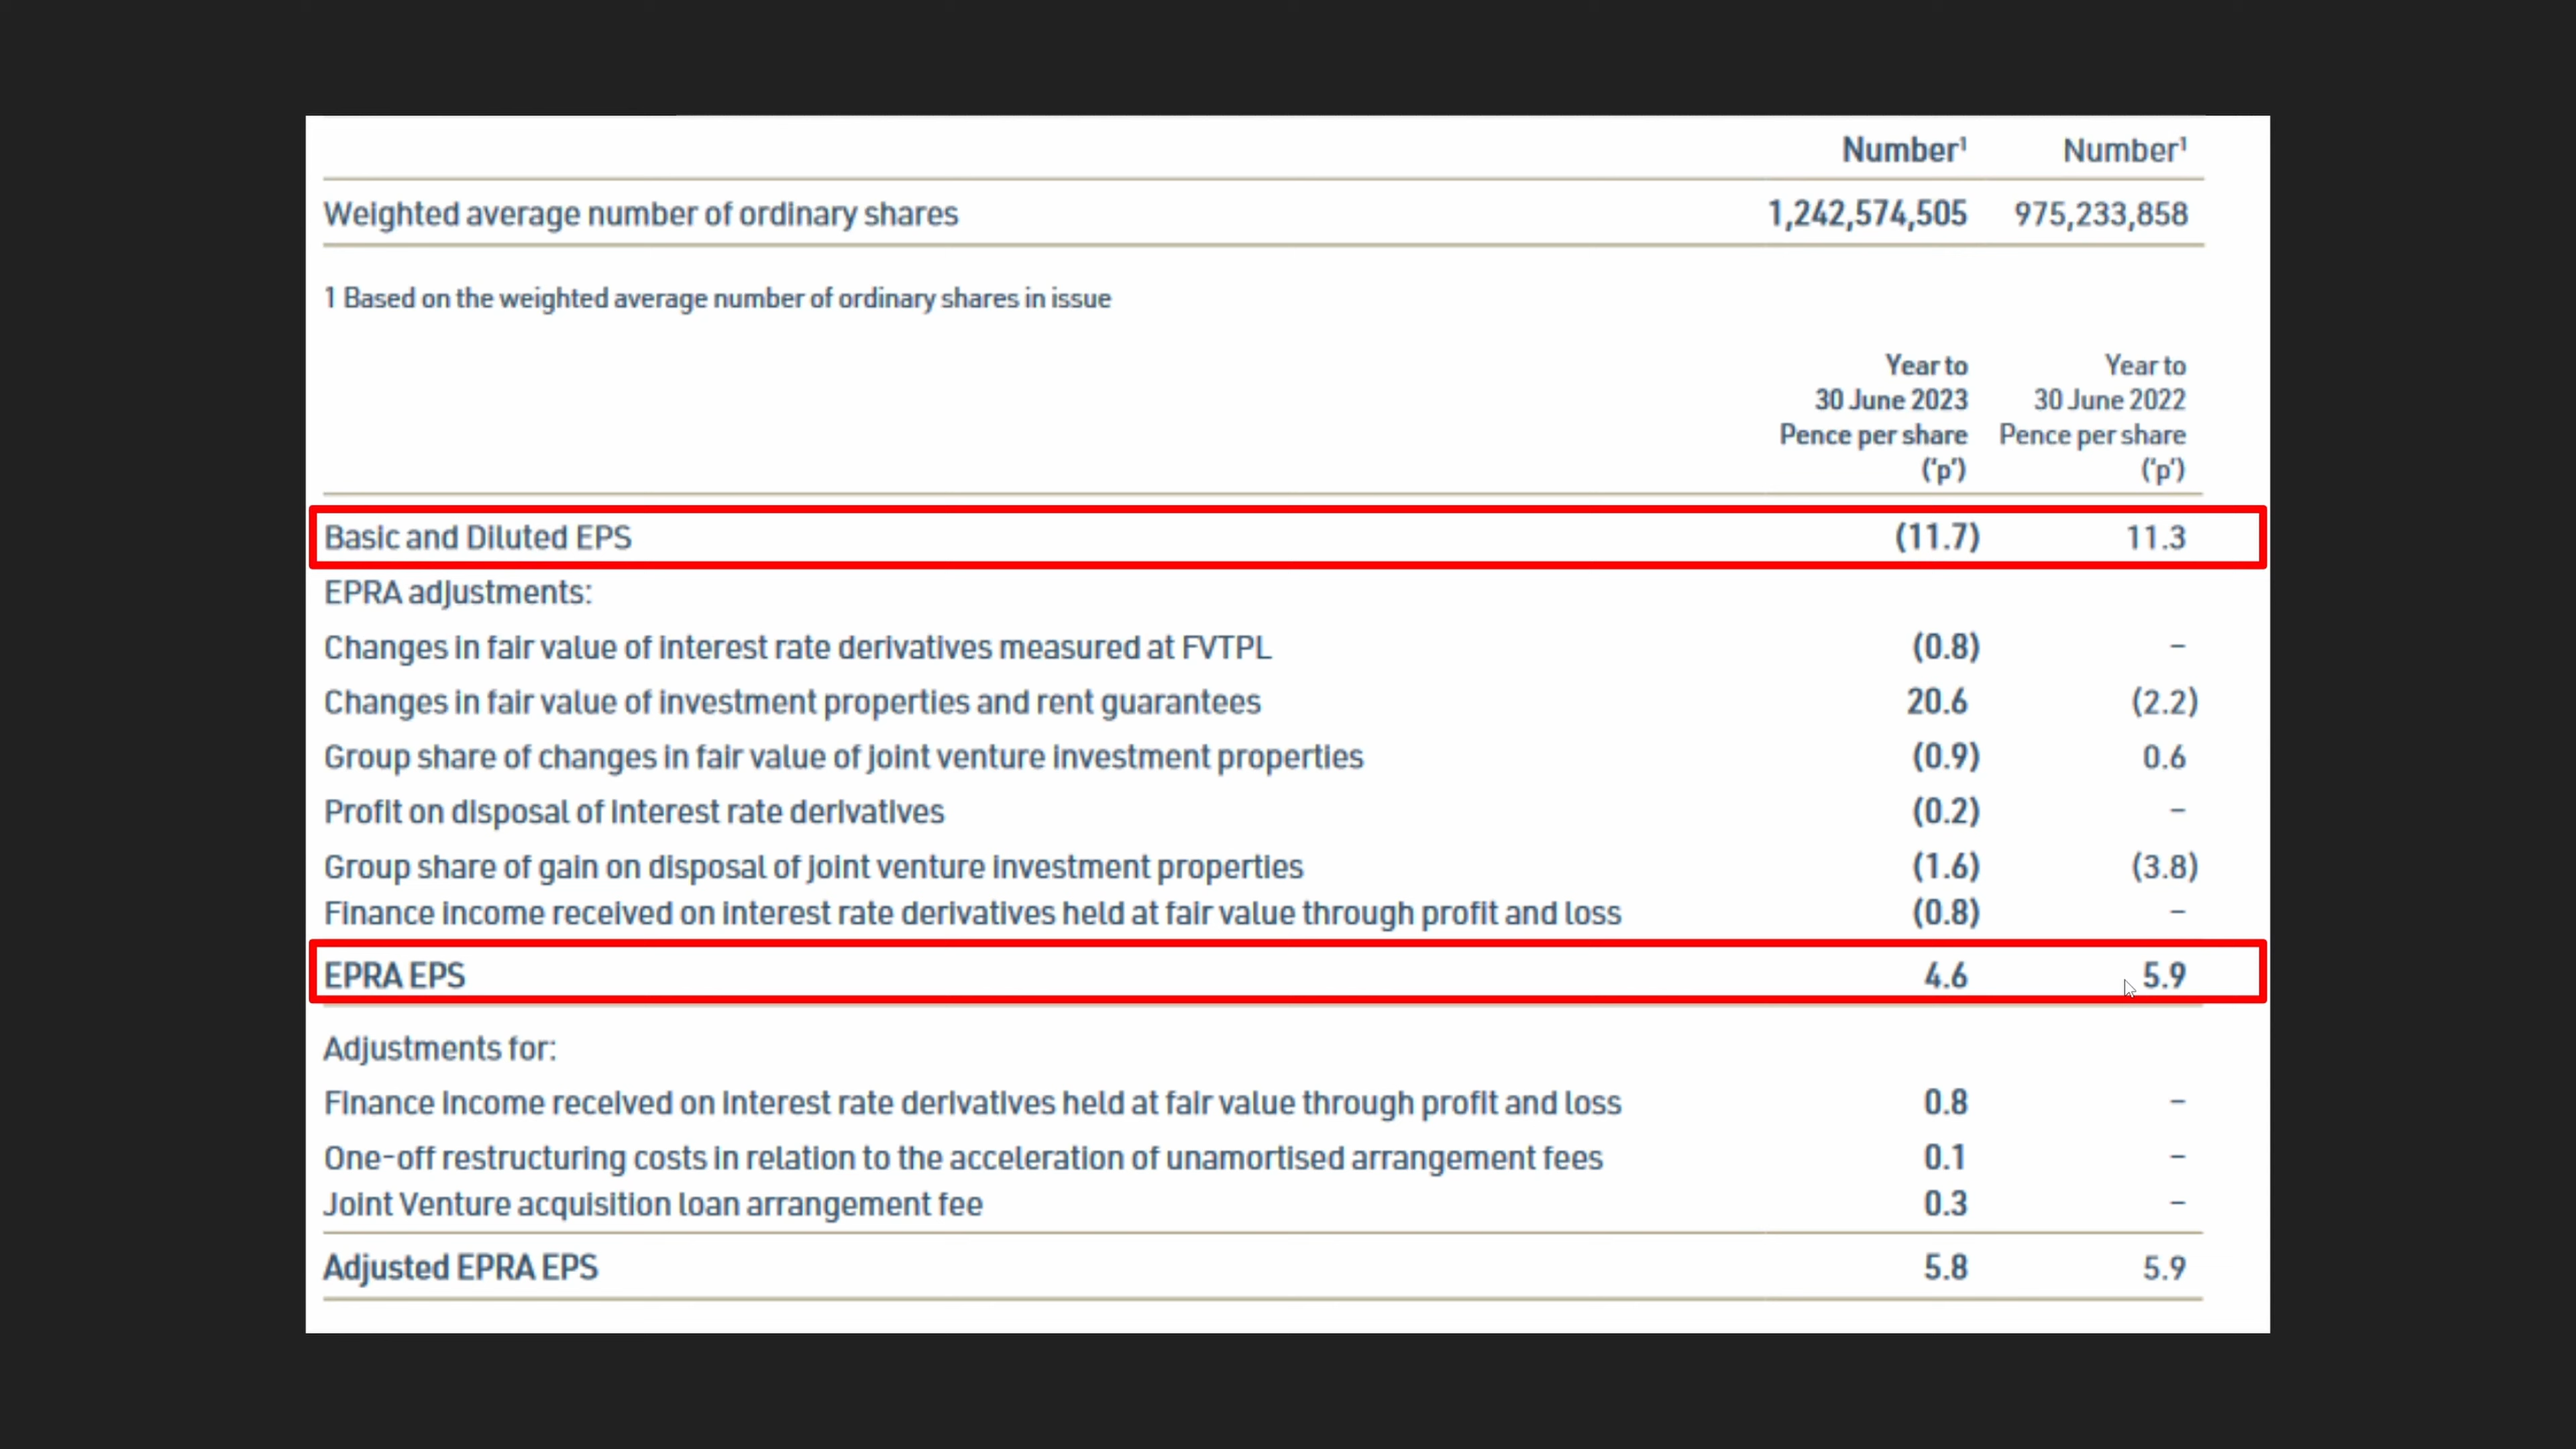 Number¹ Number¹
Weighted average number of ordinary shares 1,242,574,505 975,233,858
1 Based on the weighted average number of ordinary shares in issue
Year to Year to
30 June 2023 30 June 2022
Pence per share Pence per share
('p') ('p')
Basic and Diluted EPS (11.7) 11.3
EPRA adjustments:
Changes in fair value of interest rate derivatives measured at FVTPL (0.8) –
Changes in fair value of investment properties and rent guarantees 20.6 (2.2)
Group share of changes in fair value of joint venture investment properties (0.9) 0.6
Profit on disposal of interest rate derivatives (0.2) –
Group share of gain on disposal of joint venture investment properties (1.6) (3.8)
Finance income received on interest rate derivatives held at fair value through profit and loss (0.8) –
EPRA EPS 4.6 5.9
Adjustments for:
Finance income received on interest rate derivatives held at fair value through profit and loss 0.8 –
One-off restructuring costs in relation to the acceleration of unamortised arrangement fees 0.1 –
Joint Venture acquisition loan arrangement fee 0.3 –
Adjusted EPRA EPS 5.8 5.9